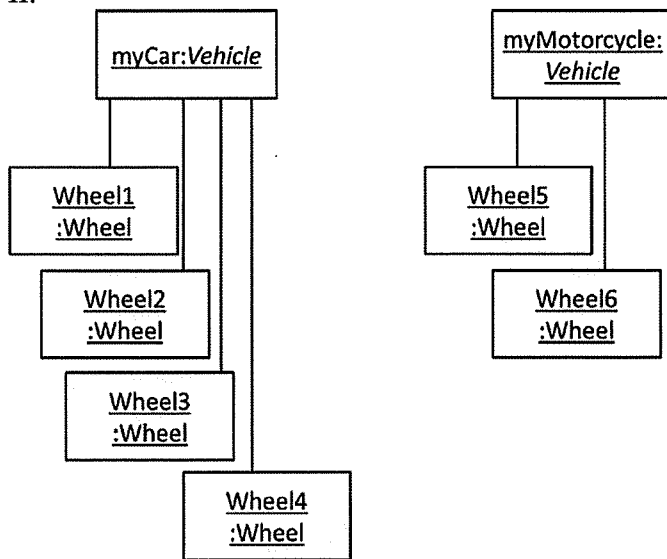 II.
myCar:Vehicle
myMotorcycle:
Vehicle
Wheel1
:Wheel
Wheel2
:Wheel
Wheel3
:Wheel
Wheel4
:Wheel
Wheel5
:Wheel
Wheel6
:Wheel